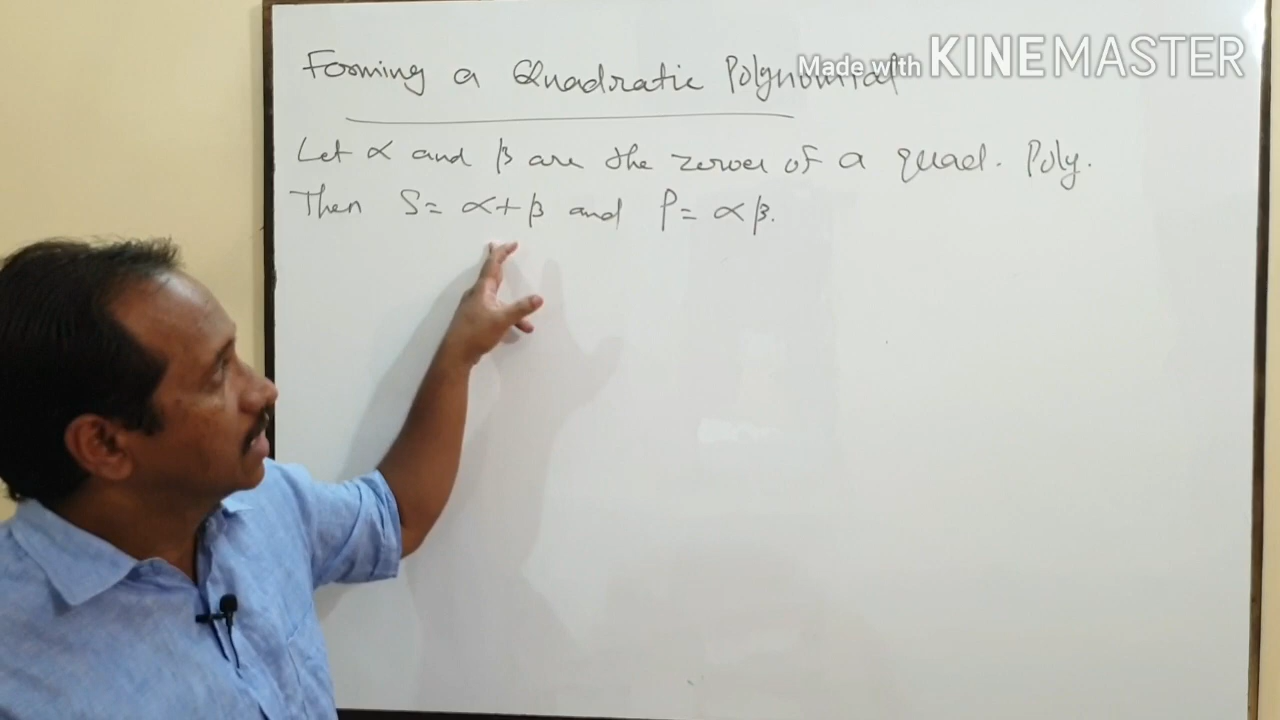 Forming a Quadratic Polynomial
Made with KINEMASTER
Let α and β are the zeroes of a quad. Poly.
Then S = α + β and P = αβ.